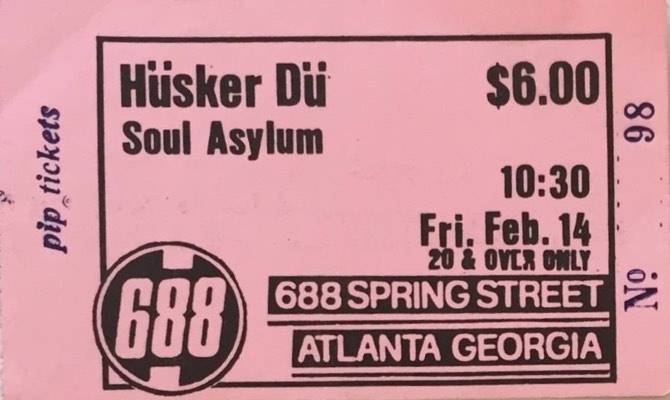 Hüsker Dü $6.00
Soul Asylum
10:30
Fri. Feb. 14
20 & OVER ONLY
688 SPRING STREET
ATLANTA GEORGIA
688
pip tickets
Nº 98